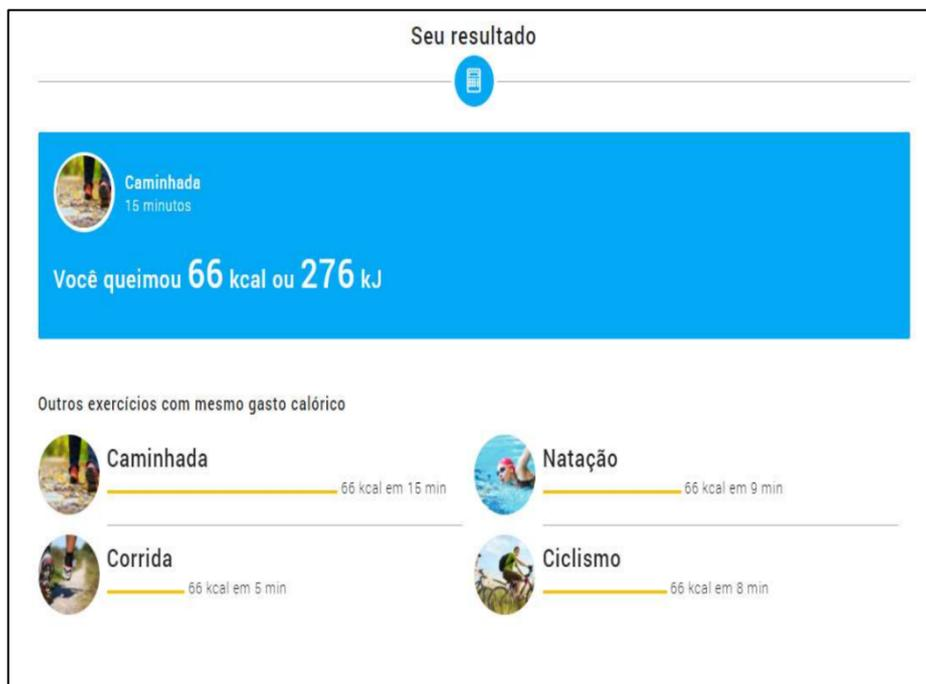 Seu resultado
Caminhada
15 minutos
Você queimou 66 kcal ou 276 kJ
Outros exercícios com mesmo gasto calórico
Caminhada
66 kcal em 15 min
Natação
66 kcal em 9 min
Corrida
66 kcal em 5 min
Ciclismo
66 kcal em 8 min